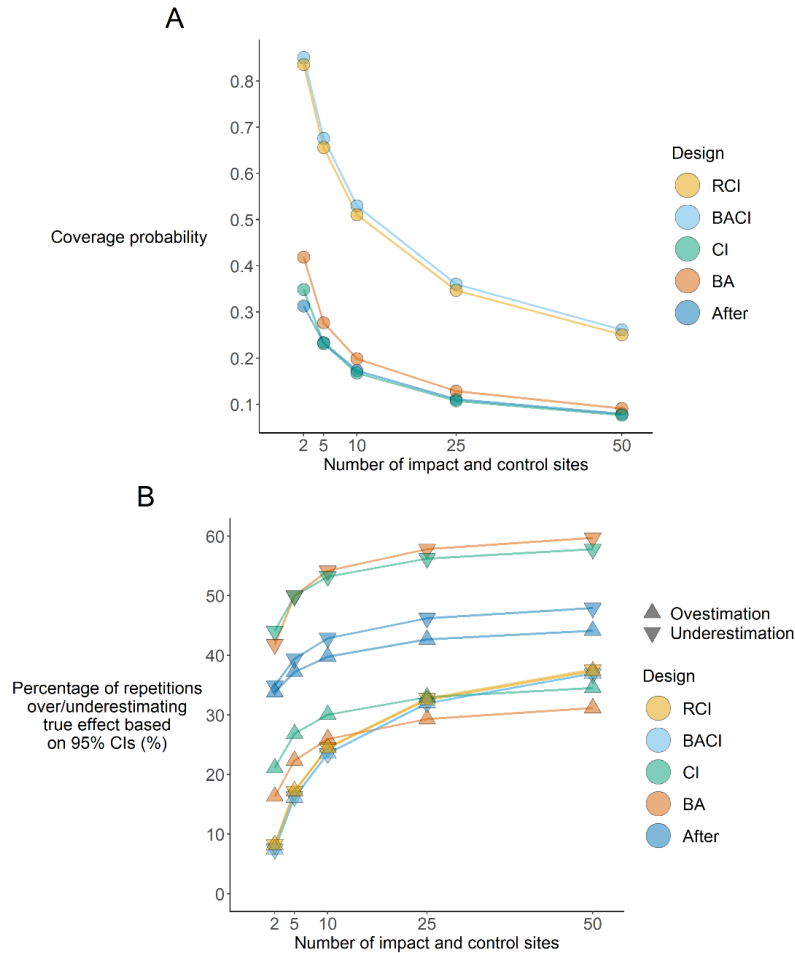 A
0.8
0.7
0.6
0.5
0.4
0.3
0.2
0.1
Coverage probability
2 5 10 25 50
Number of impact and control sites
Design
RCI
BACI
CI
BA
After
B
60
50
40
30
20
10
0
Percentage of repetitions
over/underestimating
true effect based
on 95% CIs (%)
2 5 10 25 50
Number of impact and control sites
Ovestimation
Underestimation
Design
RCI
BACI
CI
BA
After